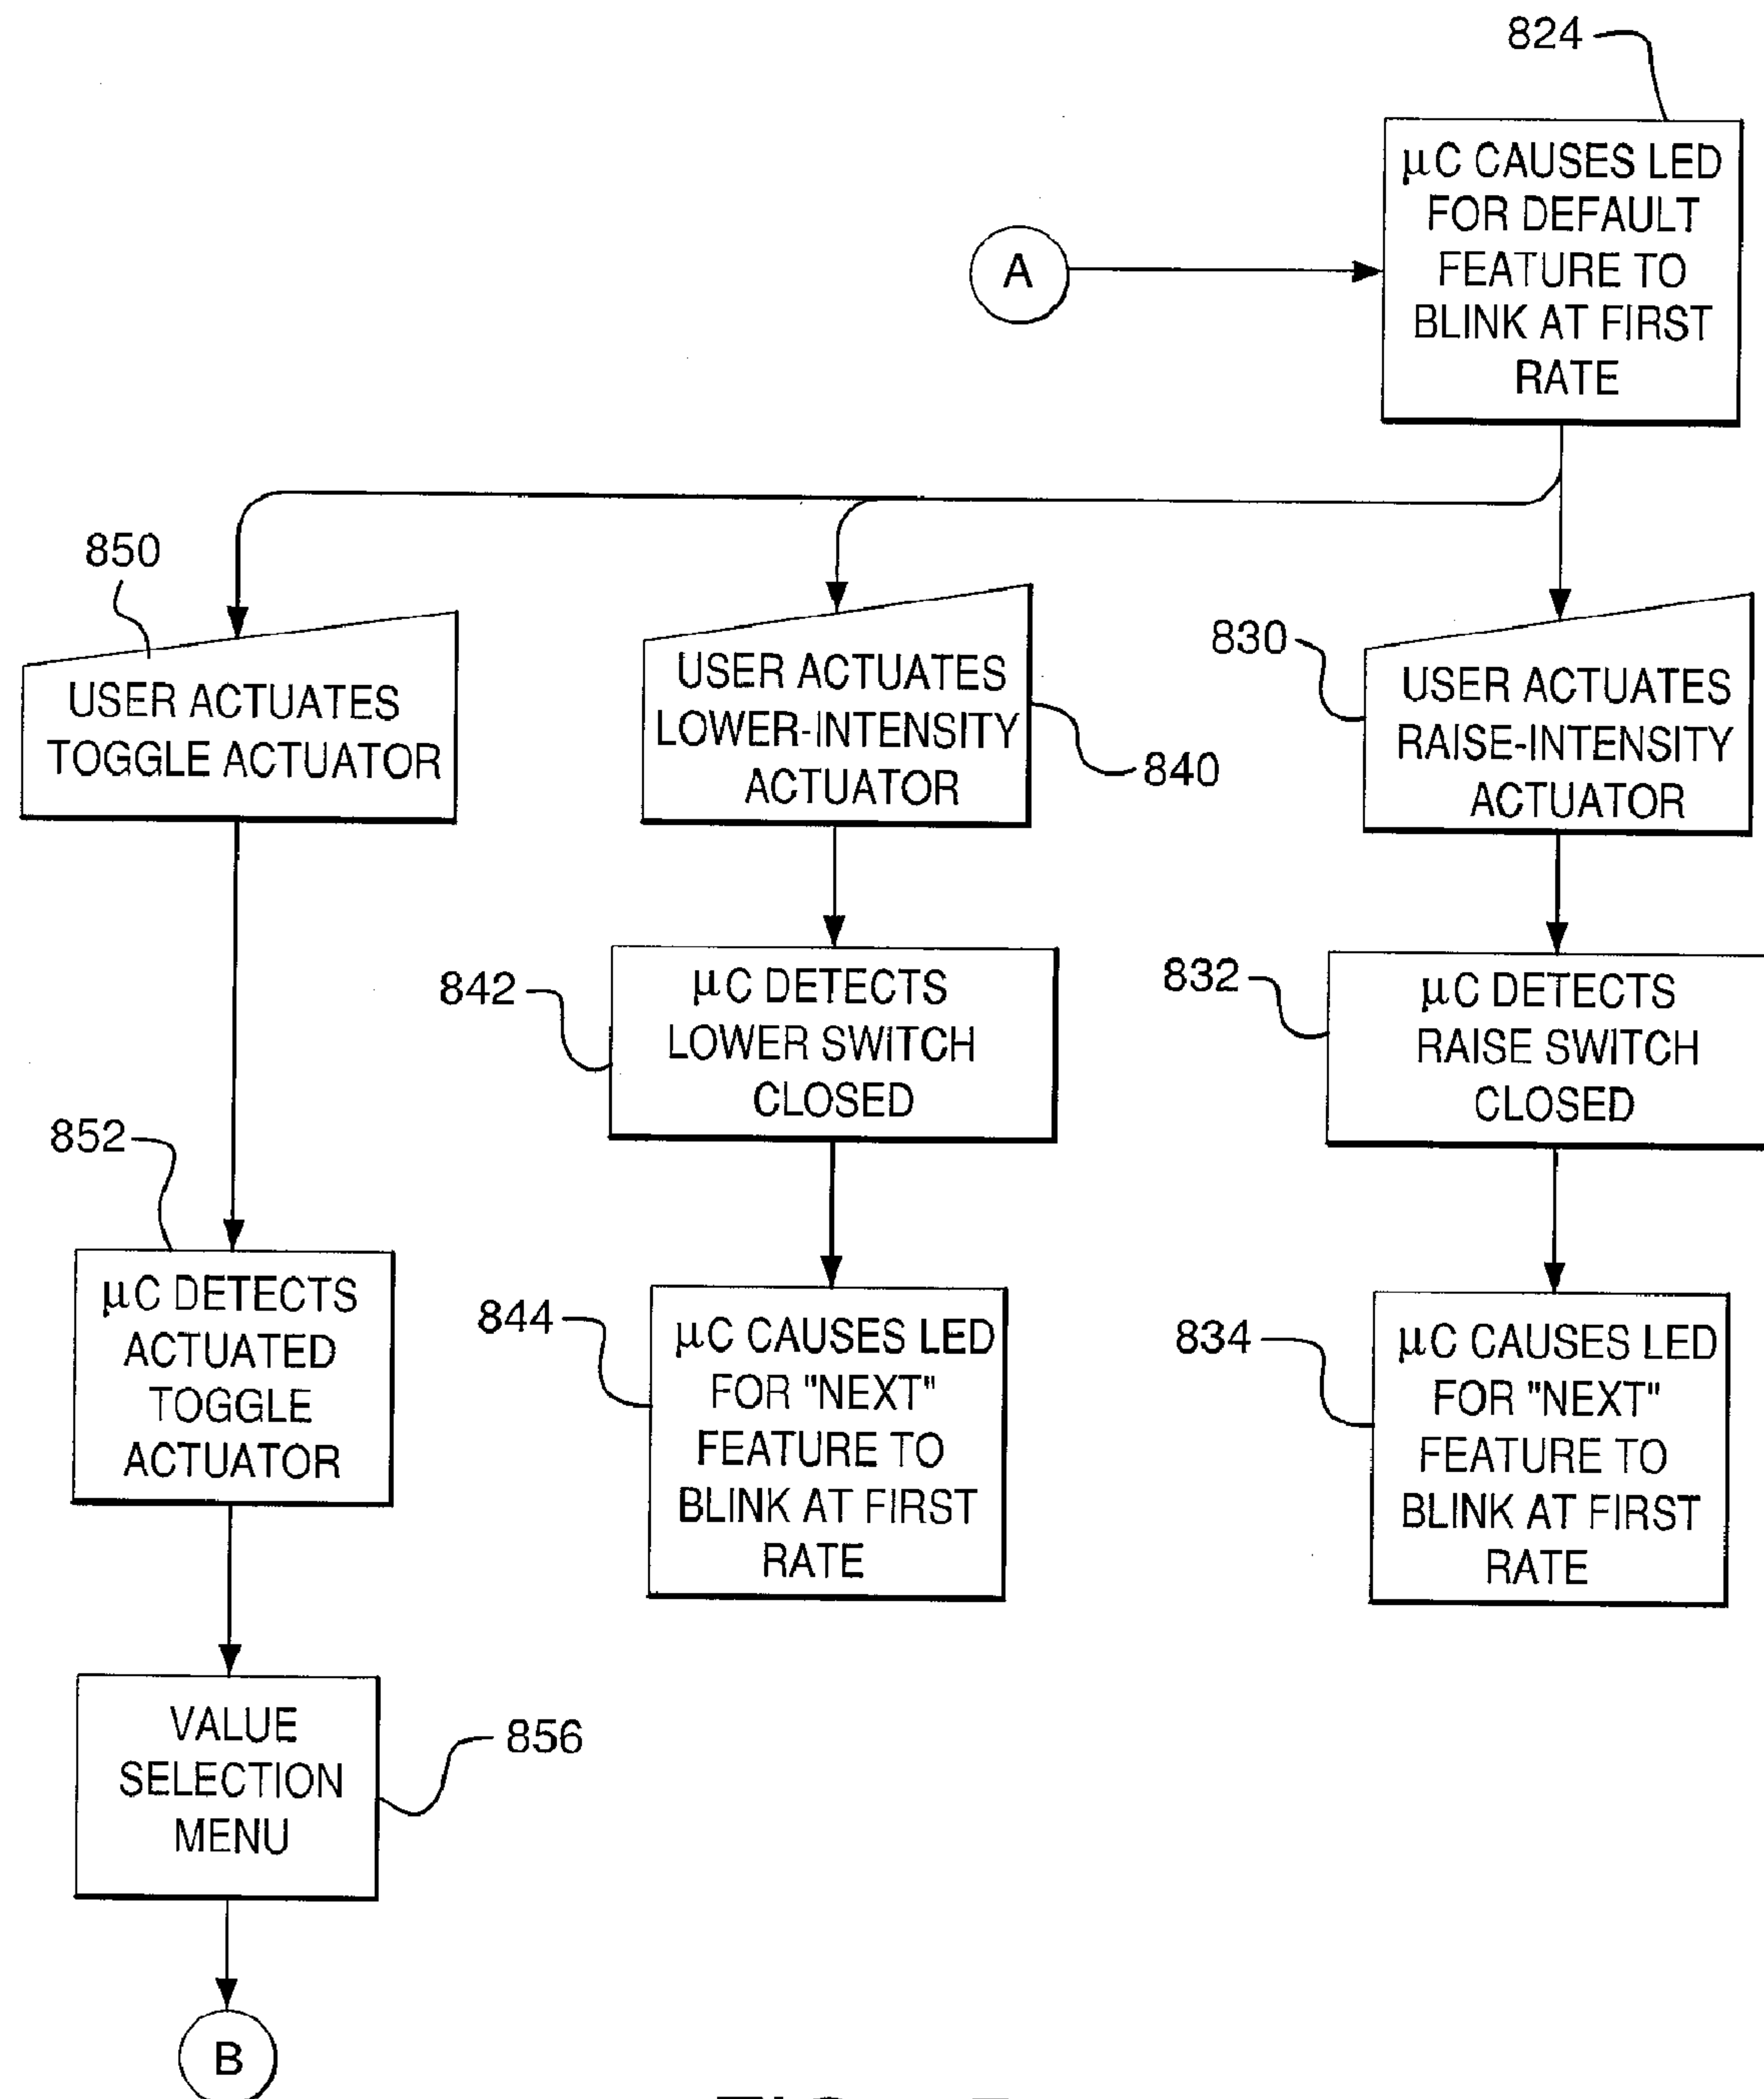 824
µC CAUSES LED
FOR DEFAULT
FEATURE TO
BLINK AT FIRST
RATE
A
850
USER ACTUATES
TOGGLE ACTUATOR
USER ACTUATES
LOWER-INTENSITY
ACTUATOR
840
830
USER ACTUATES
RAISE-INTENSITY
ACTUATOR
842
µC DETECTS
LOWER SWITCH
CLOSED
832
µC DETECTS
RAISE SWITCH
CLOSED
852
µC DETECTS
ACTUATED
TOGGLE
ACTUATOR
844
µC CAUSES LED
FOR "NEXT"
FEATURE TO
BLINK AT FIRST
RATE
834
µC CAUSES LED
FOR "NEXT"
FEATURE TO
BLINK AT FIRST
RATE
VALUE
SELECTION
MENU
856
B